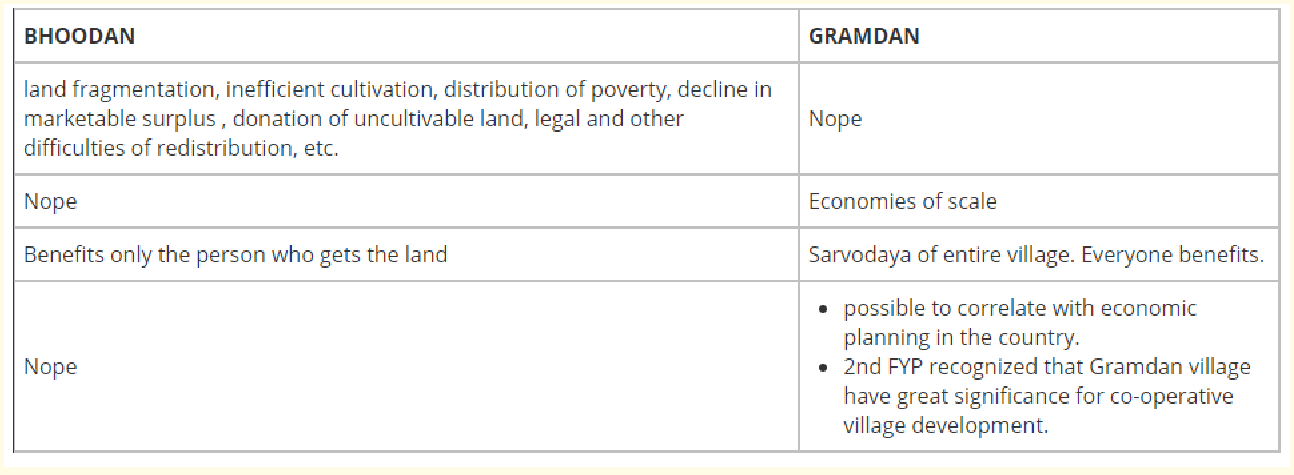 BHOODAN
GRAMDAN
land fragmentation, inefficient cultivation, distribution of poverty, decline in
marketable surplus , donation of uncultivable land, legal and other
difficulties of redistribution, etc.
Nope
Nope
Economies of scale
Benefits only the person who gets the land
Sarvodaya of entire village. Everyone benefits.
Nope
• possible to correlate with economic
planning in the country.
• 2nd FYP recognized that Gramdan village
have great significance for co-operative
village development.